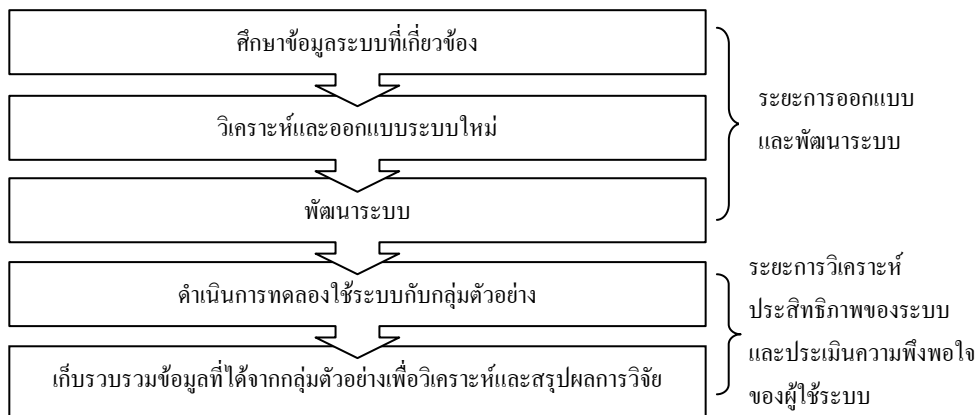 ศึกษาข้อมูลระบบที่เกี่ยวข้อง
วิเคราะห์และออกแบบระบบใหม่
พัฒนาระบบ
ระยะการออกแบบ
และพัฒนาระบบ
ดำเนินการทดลองใช้ระบบกับกลุ่มตัวอย่าง
เก็บรวบรวมข้อมูลที่ได้จากกลุ่มตัวอย่างเพื่อวิเคราะห์และสรุปผลการวิจัย
ระยะการวิเคราะห์
ประสิทธิภาพของระบบ
และประเมินความพึงพอใจ
ของผู้ใช้ระบบ